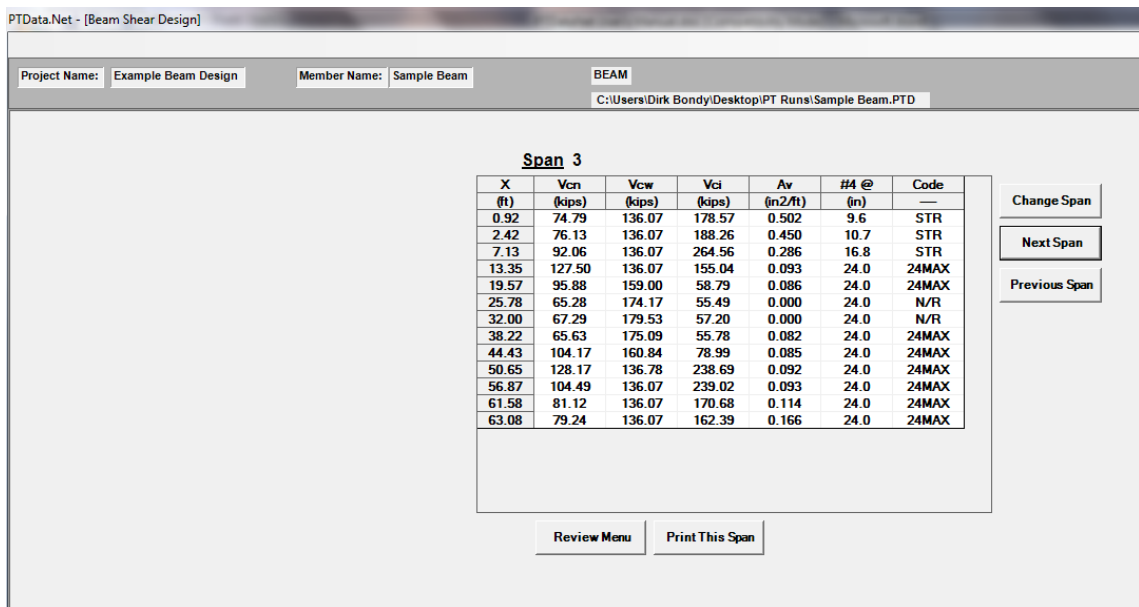 PTData.Net - [Beam Shear Design]
Project Name: Example Beam Design Member Name: Sample Beam BEAM
C:\Users\Dirk Bondy\Desktop\PT Runs\Sample Beam.PTD
Span 3
X Vcn Vcw Vci Av #4 @ Code
(ft) (kips) (kips) (kips) (in2/ft) (in) —
0.92 74.79 136.07 178.57 0.502 9.6 STR
2.42 76.13 136.07 188.26 0.450 10.7 STR
7.13 92.06 136.07 264.56 0.286 16.8 STR
13.35 127.50 136.07 155.04 0.093 24.0 24MAX
19.57 95.88 159.00 58.79 0.086 24.0 24MAX
25.78 65.28 174.17 55.49 0.000 24.0 N/R
32.00 67.29 179.53 57.20 0.000 24.0 N/R
38.22 65.63 175.09 55.78 0.082 24.0 24MAX
44.43 104.17 160.84 78.99 0.085 24.0 24MAX
50.65 128.17 136.78 238.69 0.092 24.0 24MAX
56.87 104.49 136.07 239.02 0.093 24.0 24MAX
61.58 81.12 136.07 170.68 0.114 24.0 24MAX
63.08 79.24 136.07 162.39 0.166 24.0 24MAX
Change Span
Next Span
Previous Span
Review Menu Print This Span